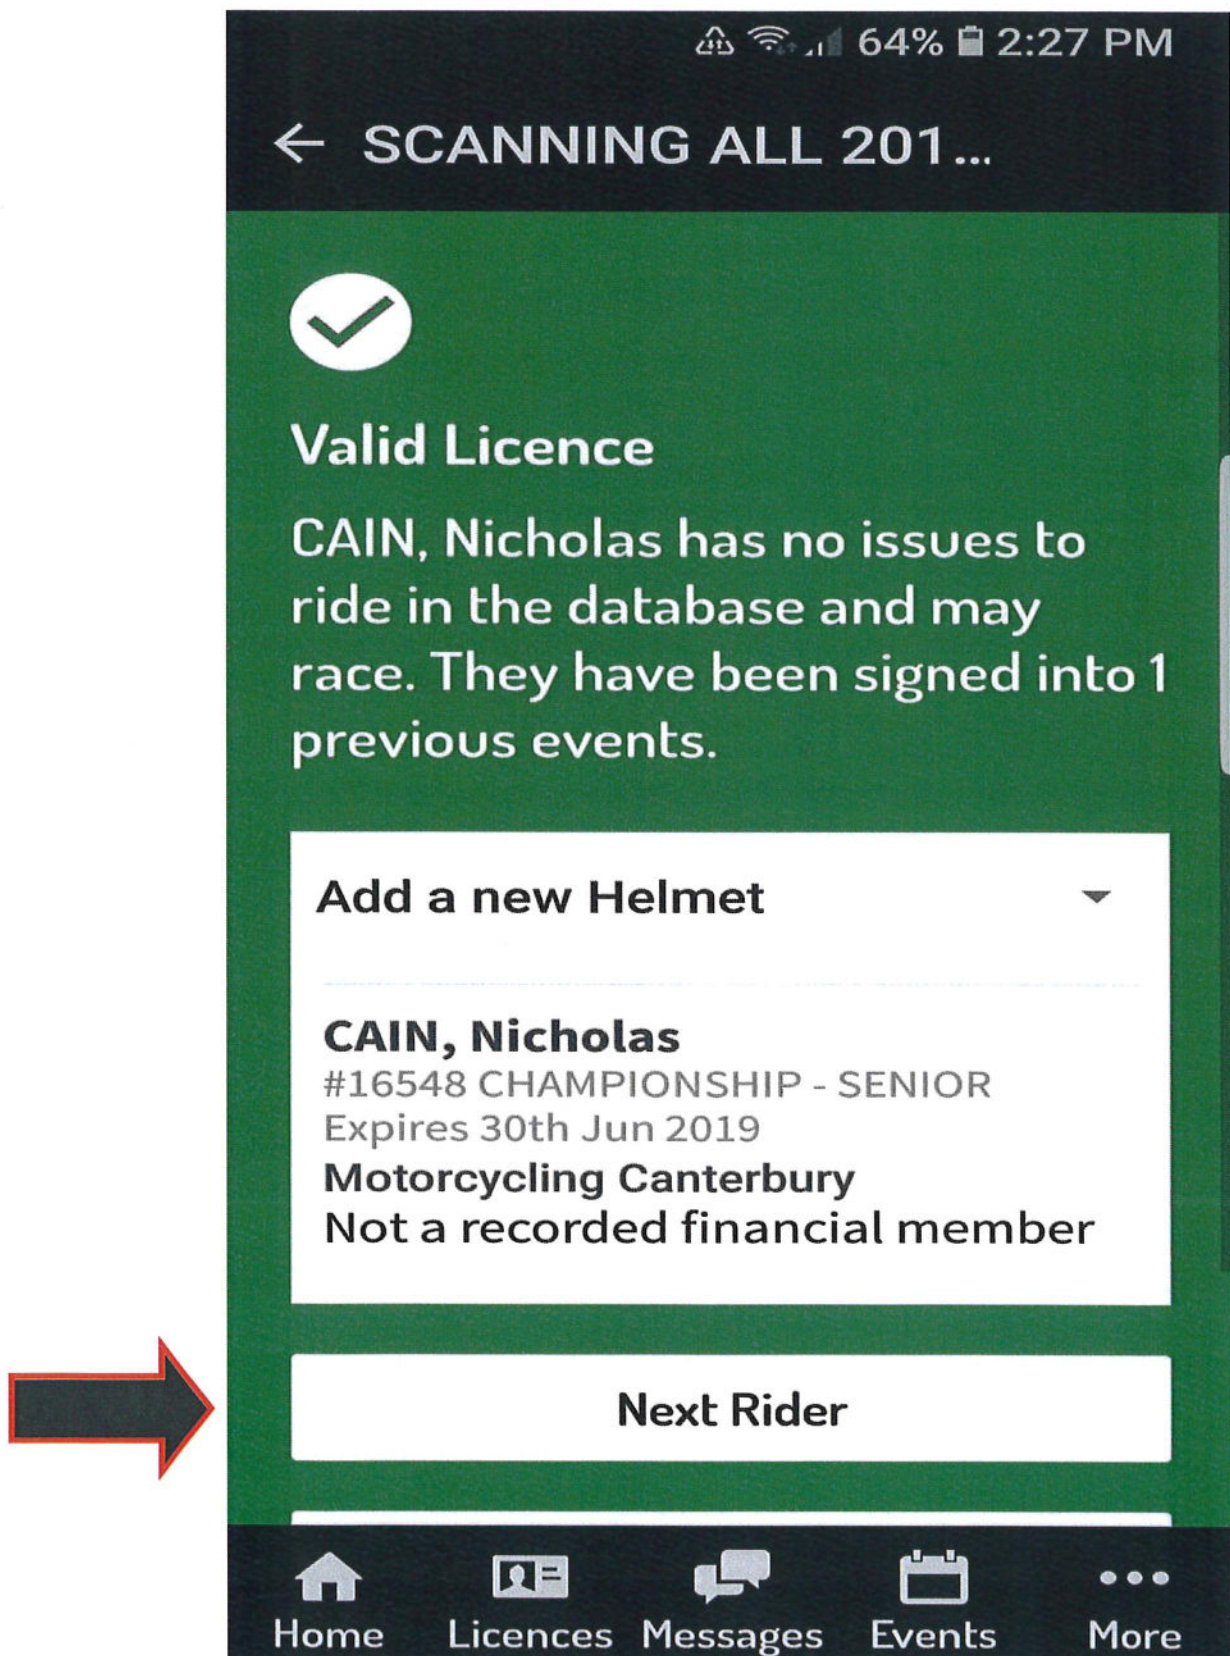 64% 2:27 PM
SCANNING ALL 201...
Valid Licence
CAIN, Nicholas has no issues to
ride in the database and may
race. They have been signed into 1
previous events.
Add a new Helmet
CAIN, Nicholas
#16548 CHAMPIONSHIP - SENIOR
Expires 30th Jun 2019
Motorcycling Canterbury
Not a recorded financial member
Next Rider
Home Licences Messages Events More